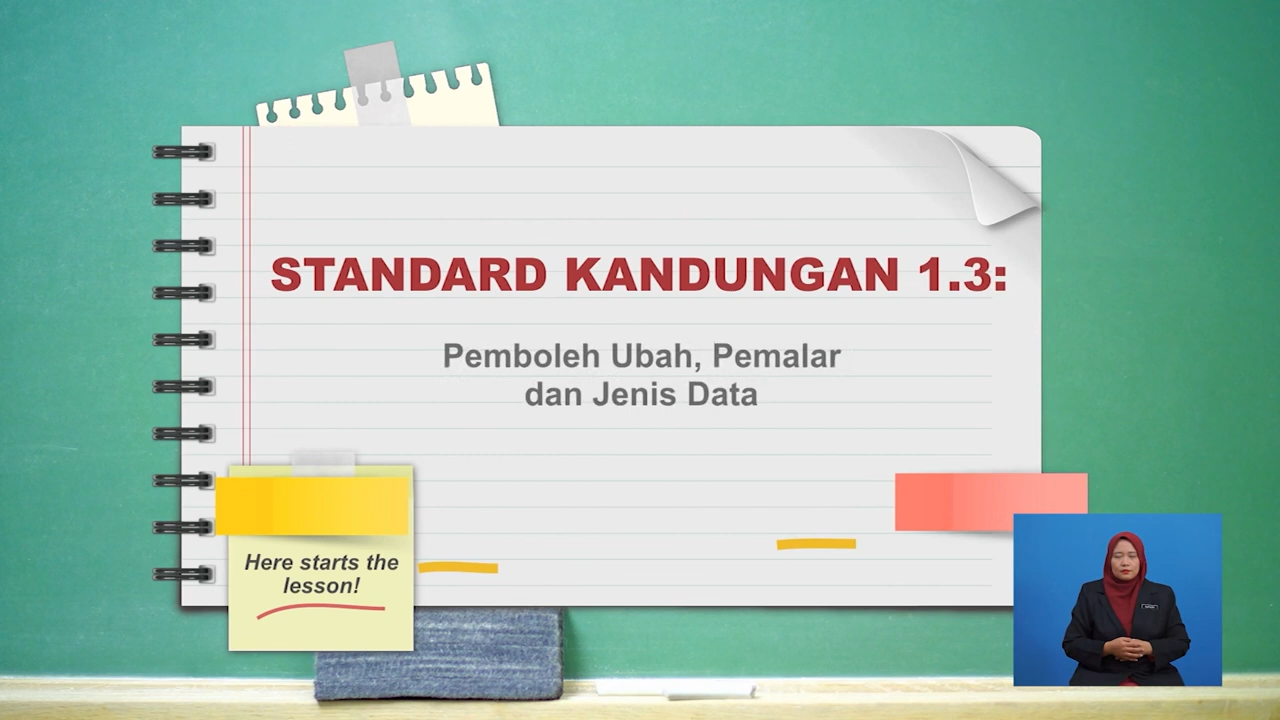 STANDARD KANDUNGAN 1.3:
Pemboleh Ubah, Pemalar
dan Jenis Data
Here starts the
lesson!